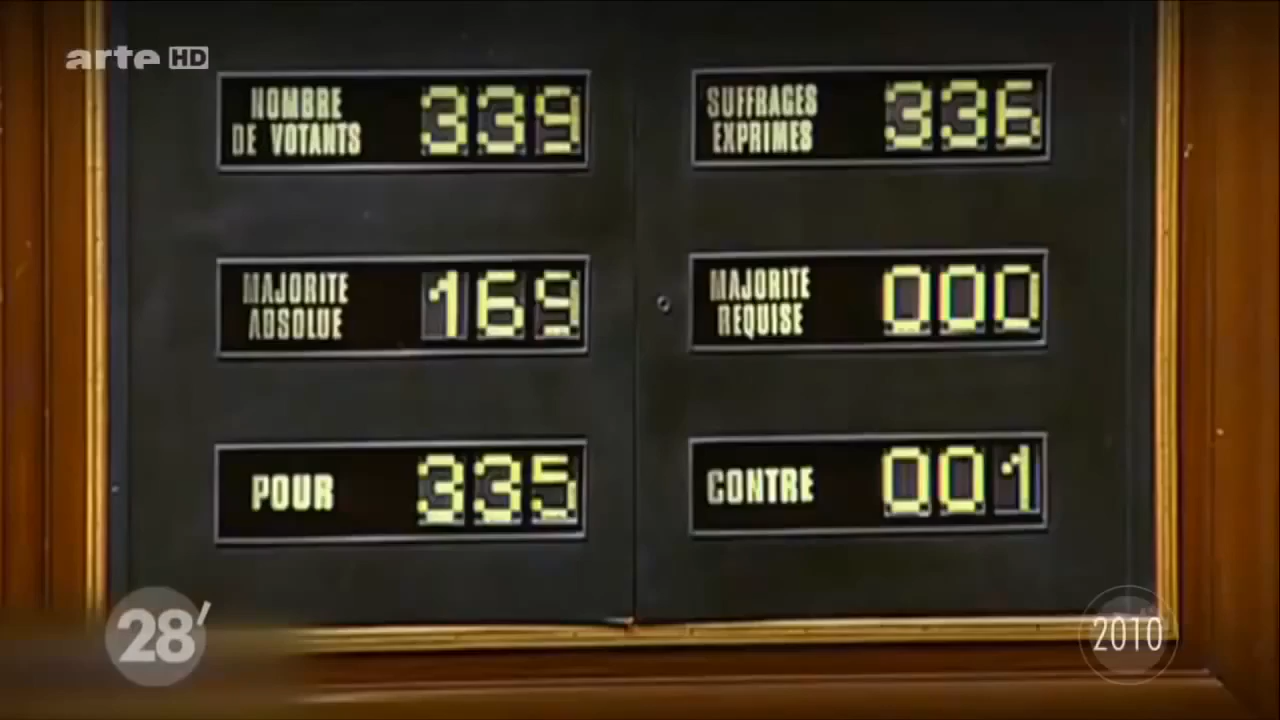 arte HD
NOMBRE
DE VOTANTS
339
SUFFRAGES
EXPRIMES
336
MAJORITE
ABSOLUE
169
MAJORITE
REQUISE
000
POUR
335
CONTRE
001
28'
2010